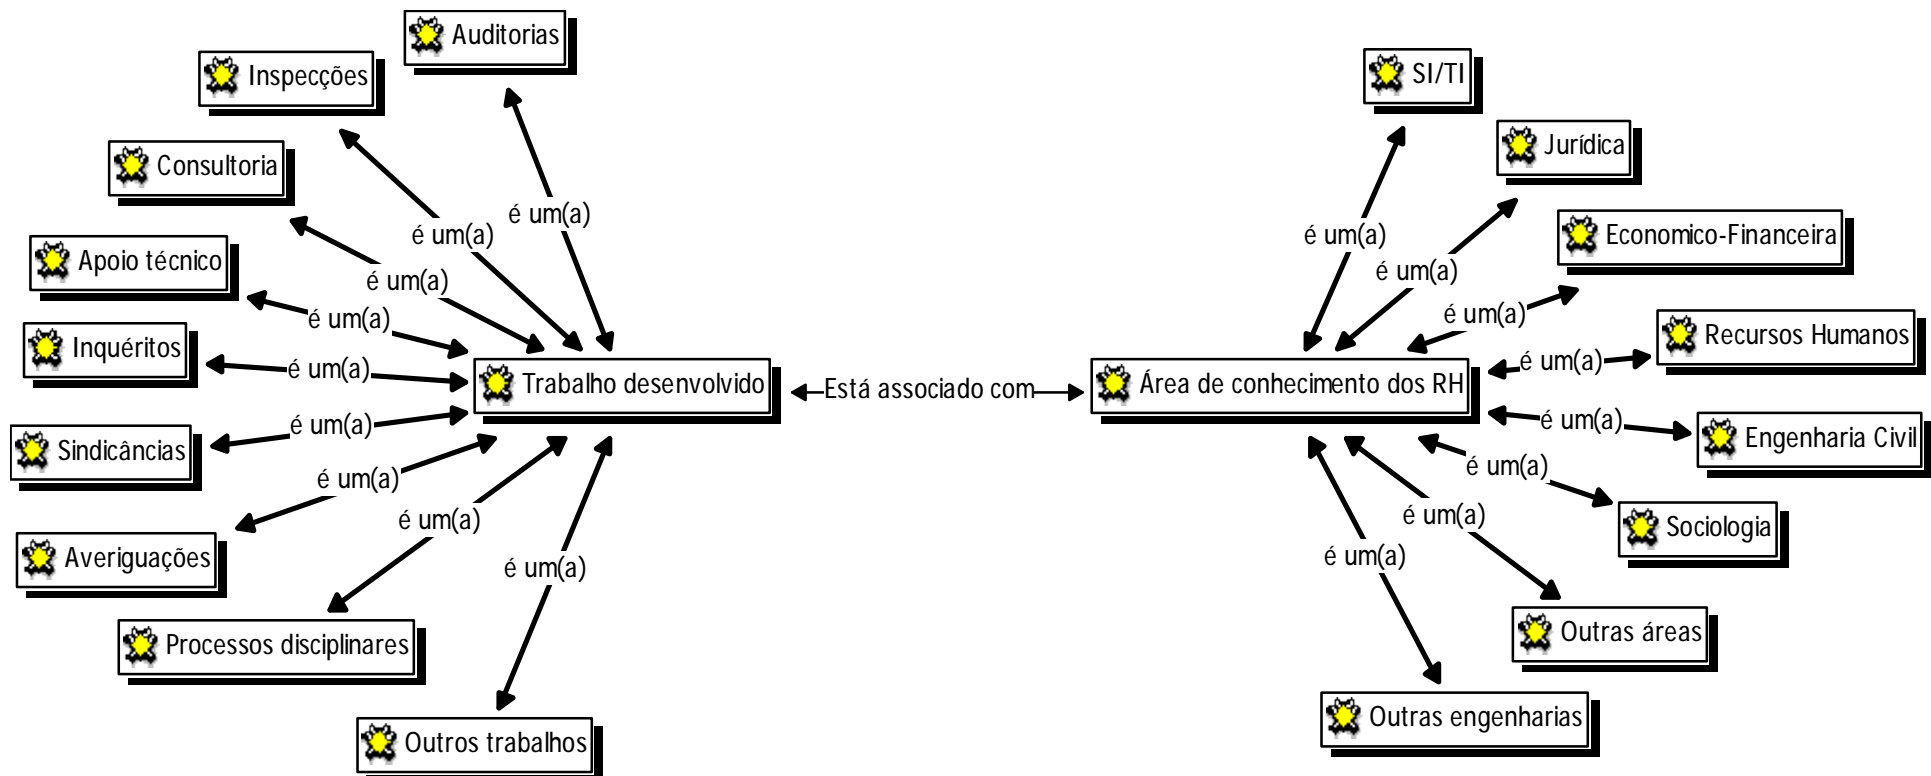 Auditorias
Inspecções
Consultoria
Apoio técnico
Inquéritos
Sindicâncias
Averiguações
Processos disciplinares
Outros trabalhos
é um(a)
é um(a)
é um(a)
é um(a)
é um(a)
é um(a)
é um(a)
é um(a)
é um(a)
Trabalho desenvolvido
Está associado com
Área de conhecimento dos RH
é um(a)
é um(a)
é um(a)
é um(a)
é um(a)
é um(a)
é um(a)
é um(a)
SI/TI
Jurídica
Economico-Financeira
Recursos Humanos
Engenharia Civil
Sociologia
Outras áreas
Outras engenharias